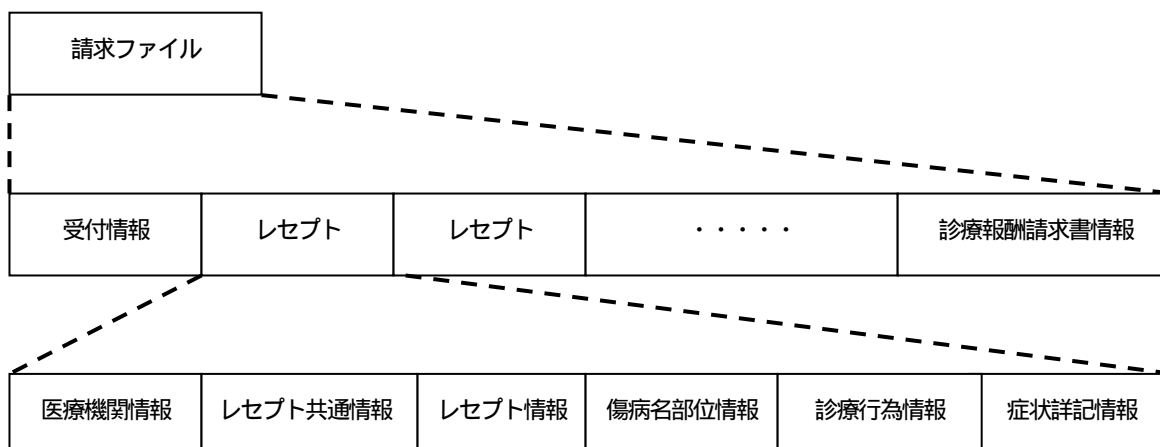 請求ファイル
受付情報 レセプト レセプト ・・・・・ 診療報酬請求書情報
医療機関情報 レセプト共通情報 レセプト情報 傷病名部位情報 診療行為情報 症状詳記情報